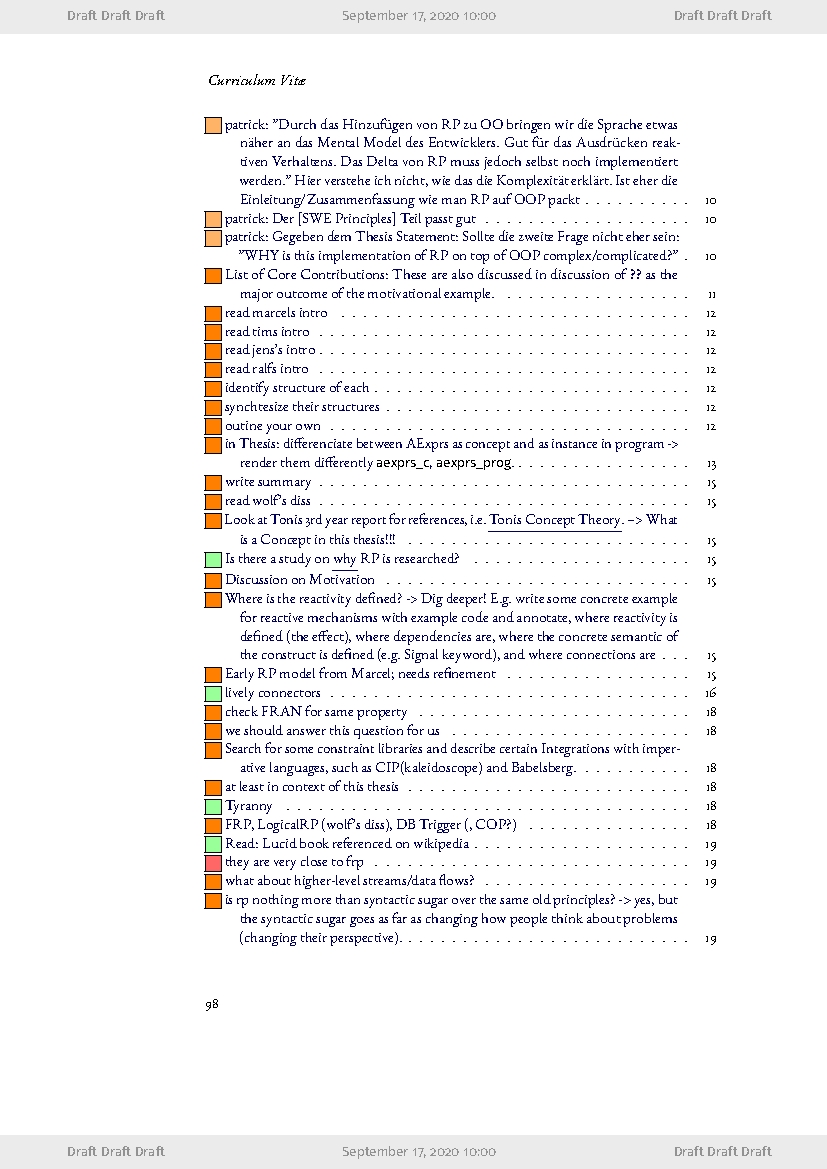 Draft Draft Draft September 17, 2020 10:00 Draft Draft Draft
Curriculum Vitæ
patrick: ”Durch das Hinzufügen von RP zu OO bringen wir die Sprache etwas
näher an das Mental Model des Entwicklers. Gut für das Ausdrücken reak-
tiven Verhaltens. Das Delta von RP muss jedoch selbst noch implementiert
werden.” Hier verstehe ich nicht, wie das die Komplexität erklärt. Ist eher die
Einleitung/Zusammenfassung wie man RP auf OOP packt . . . . . . . . . . 10
patrick: Der [SWE Principles] Teil passt gut . . . . . . . . . . . . . . . . . . . 10
patrick: Gegeben dem Thesis Statement: Sollte die zweite Frage nicht eher sein:
”WHY is this implementation of RP on top of OOP complex/complicated?” . 10
List of Core Contributions: These are also discussed in discussion of ?? as the
major outcome of the motivational example. . . . . . . . . . . . . . . . . . 11
read marcels intro . . . . . . . . . . . . . . . . . . . . . . . . . . . . . . . . 12
read tims intro . . . . . . . . . . . . . . . . . . . . . . . . . . . . . . . . . . 12
read jens’s intro . . . . . . . . . . . . . . . . . . . . . . . . . . . . . . . . . . 12
read ralfs intro . . . . . . . . . . . . . . . . . . . . . . . . . . . . . . . . . . 12
identify structure of each . . . . . . . . . . . . . . . . . . . . . . . . . . . . 12
synchtesize their structures . . . . . . . . . . . . . . . . . . . . . . . . . . . 12
outine your own . . . . . . . . . . . . . . . . . . . . . . . . . . . . . . . . . 12
in Thesis: differenciate between AExprs as concept and as instance in program ->
render them differently aexprs_c, aexprs_prog. . . . . . . . . . . . . . . . . 13
write summary . . . . . . . . . . . . . . . . . . . . . . . . . . . . . . . . . . 15
read wolf’s diss . . . . . . . . . . . . . . . . . . . . . . . . . . . . . . . . . . 15
Look at Tonis 3rd year report for references, i.e. Tonis Concept Theory. –> What
is a Concept in this thesis!!! . . . . . . . . . . . . . . . . . . . . . . . . . . 15
Is there a study on why RP is researched? . . . . . . . . . . . . . . . . . . . . 15
Discussion on Motivation . . . . . . . . . . . . . . . . . . . . . . . . . . . . 15
Where is the reactivity defined? -> Dig deeper! E.g. write some concrete example
for reactive mechanisms with example code and annotate, where reactivity is
defined (the effect), where dependencies are, where the concrete semantic of
the construct is defined (e.g. Signal keyword), and where connections are . . . 15
Early RP model from Marcel; needs refinement . . . . . . . . . . . . . . . . . 15
lively connectors . . . . . . . . . . . . . . . . . . . . . . . . . . . . . . . . . 16
check FRAN for same property . . . . . . . . . . . . . . . . . . . . . . . . . 18
we should answer this question for us . . . . . . . . . . . . . . . . . . . . . . 18
Search for some constraint libraries and describe certain Integrations with imper-
ative languages, such as CIP(kaleidoscope) and Babelsberg. . . . . . . . . . . 18
at least in context of this thesis . . . . . . . . . . . . . . . . . . . . . . . . . 18
Tyranny . . . . . . . . . . . . . . . . . . . . . . . . . . . . . . . . . . . . . 18
FRP, LogicalRP (wolf’s diss), DB Trigger (, COP?) . . . . . . . . . . . . . . . 18
Read: Lucid book referenced on wikipedia . . . . . . . . . . . . . . . . . . . . 19
they are very close to frp . . . . . . . . . . . . . . . . . . . . . . . . . . . . 19
what about higher-level streams/data flows? . . . . . . . . . . . . . . . . . . . 19
is rp nothing more than syntactic sugar over the same old principles? -> yes, but
the syntactic sugar goes as far as changing how people think about problems
(changing their perspective). . . . . . . . . . . . . . . . . . . . . . . . . . . 19
98
Draft Draft Draft September 17, 2020 10:00 Draft Draft Draft